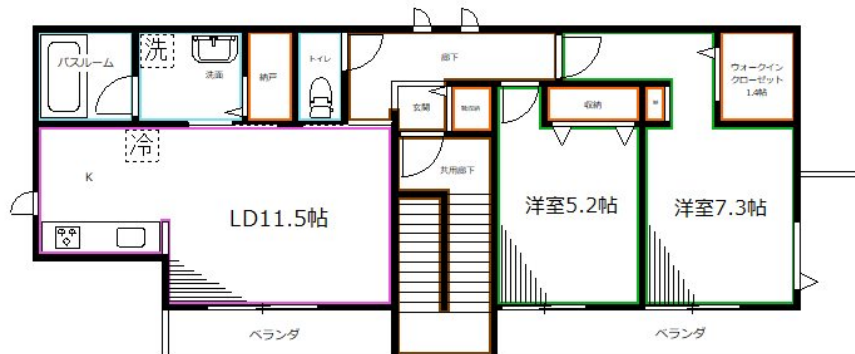 バスルーム
洗
洗面
納戸
トイレ
廊下
ウォークイン
クローゼット
1.4帖
玄関
収納
冷
K
共用廊下
LD11.5帖
洋室5.2帖
洋室7.3帖
ベランダ
ベランダ